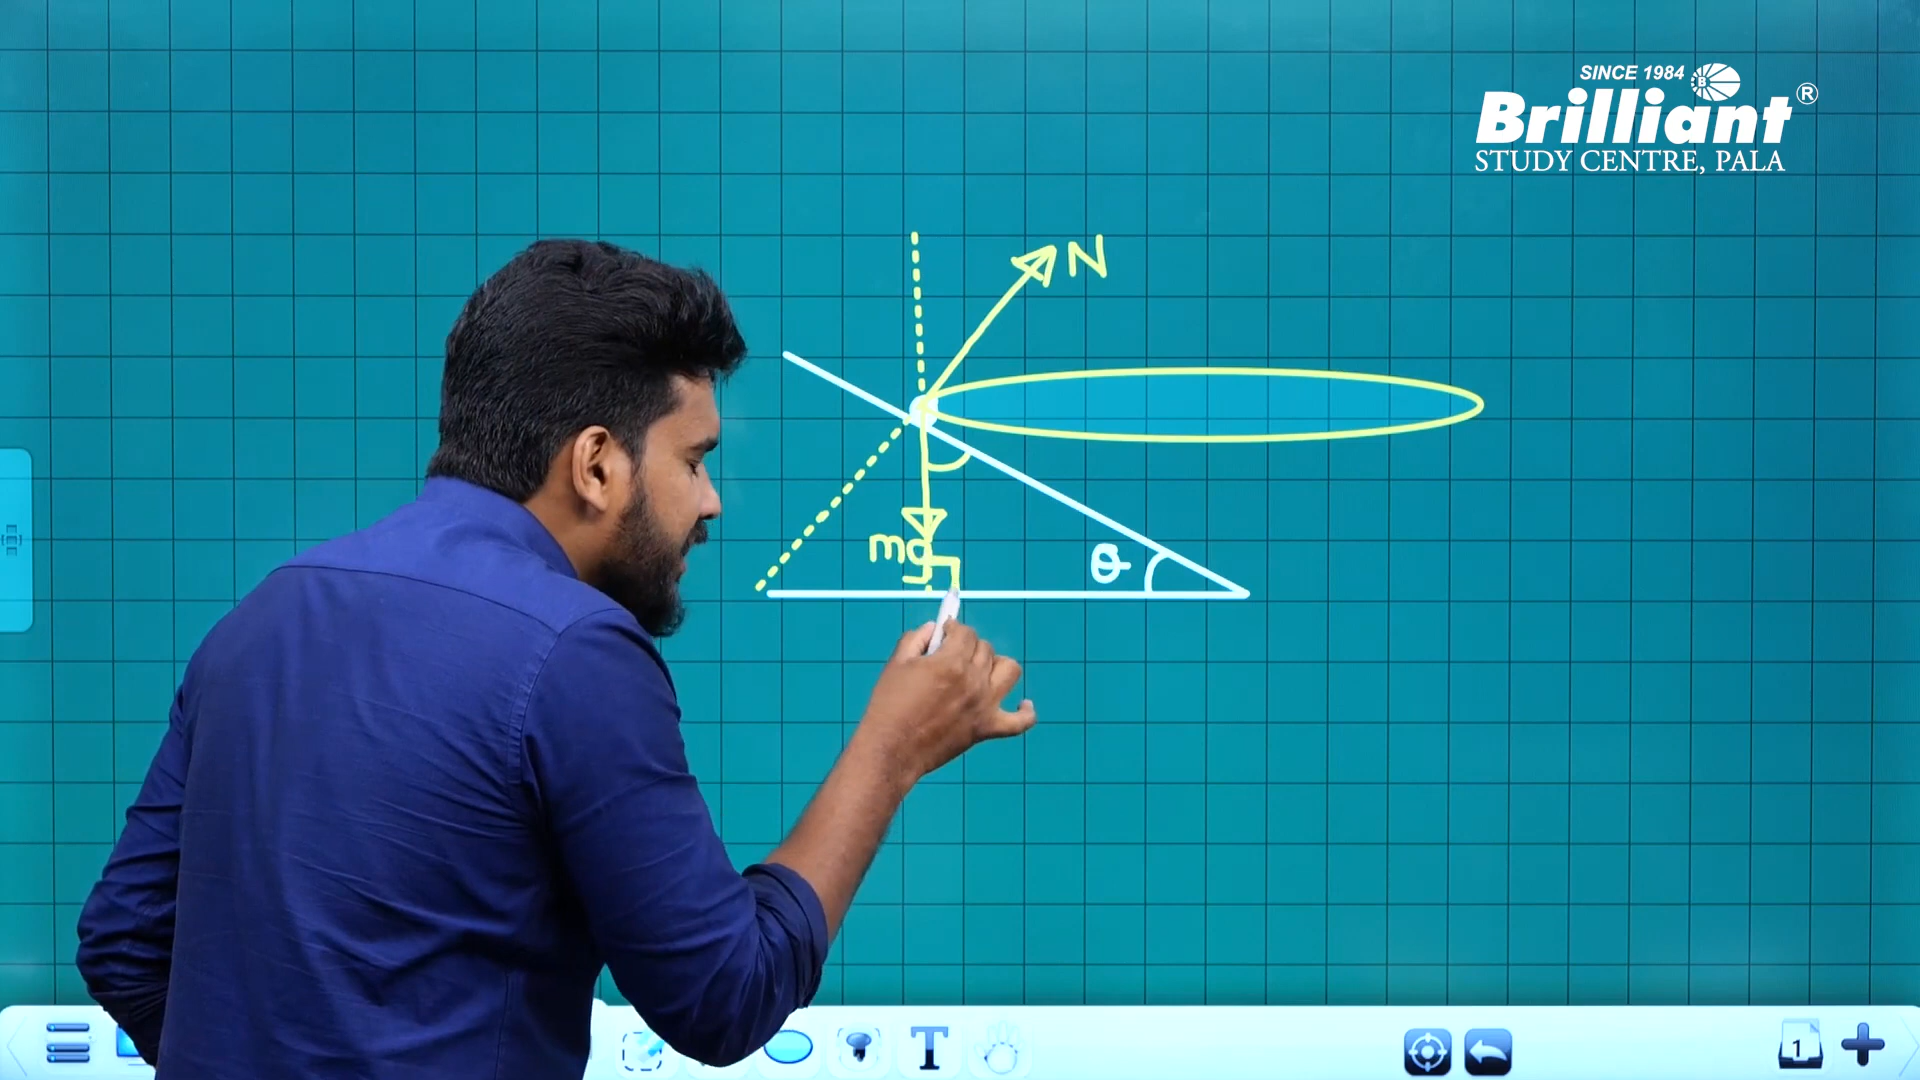 SINCE 1984
B
Brilliant®
STUDY CENTRE, PALA
N
mg
θ
T
1